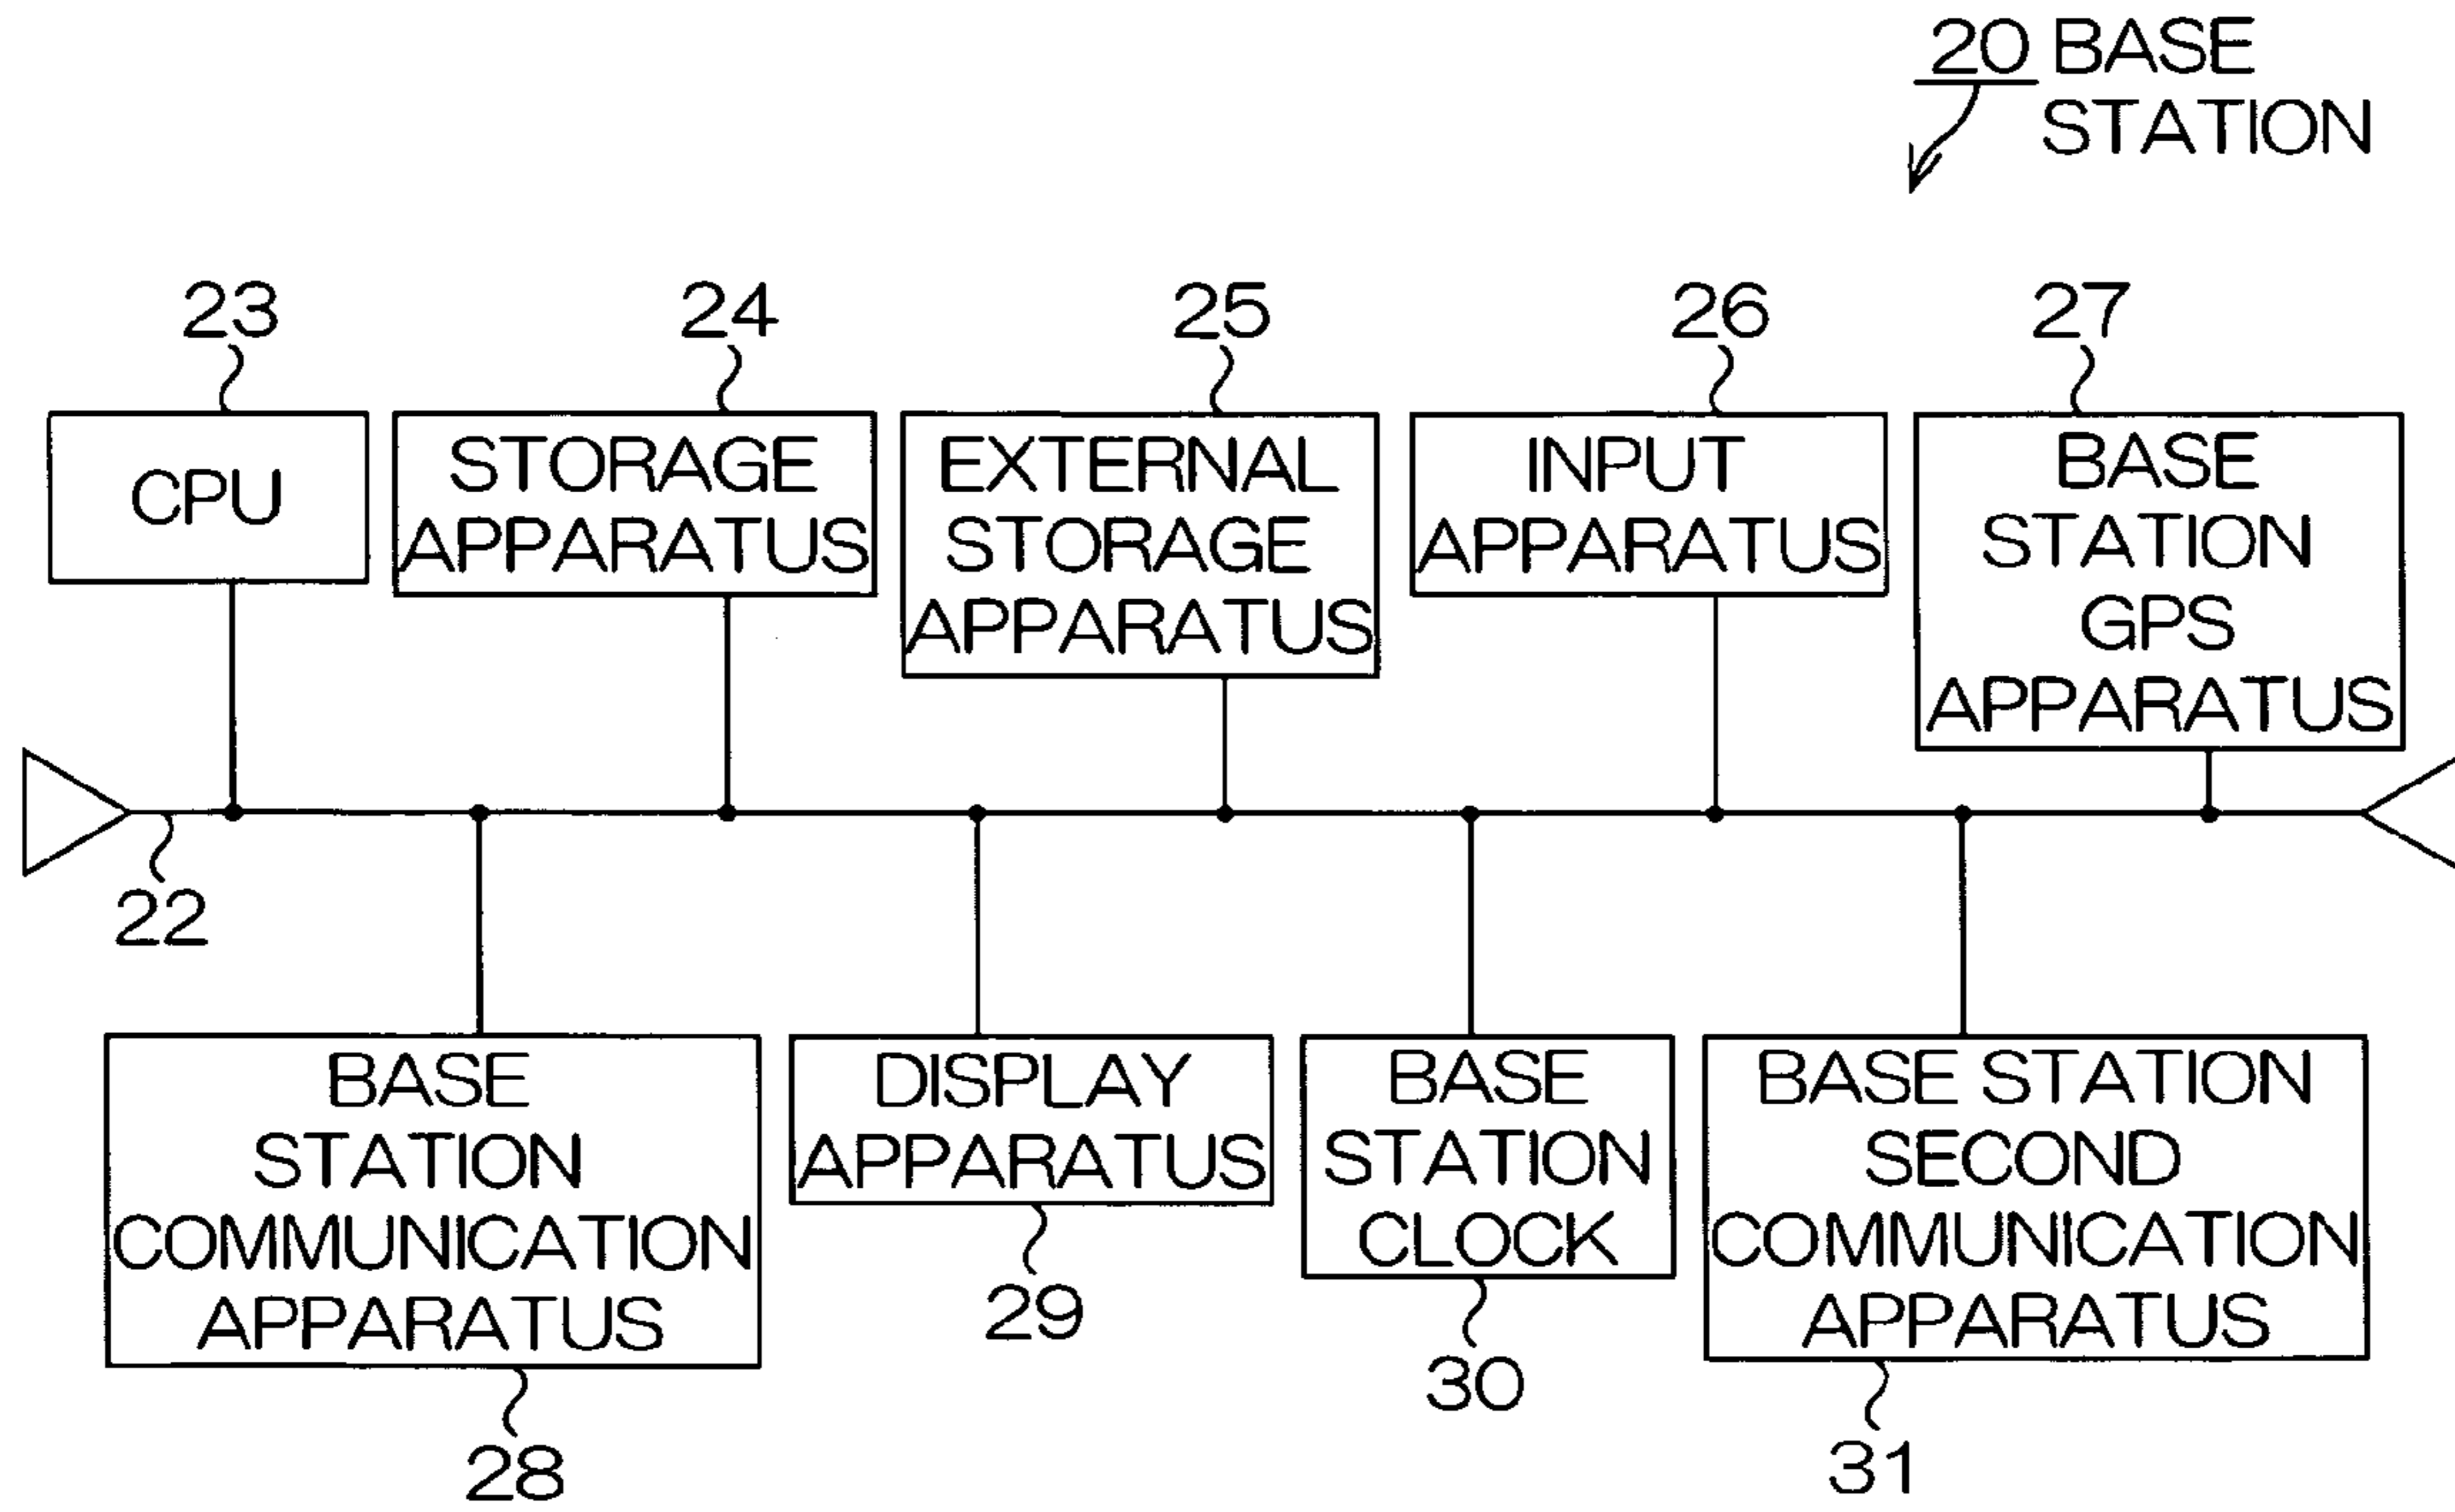 20 BASE
STATION
23
24
25
26
27
CPU
STORAGE
APPARATUS
EXTERNAL
STORAGE
APPARATUS
INPUT
APPARATUS
BASE
STATION
GPS
APPARATUS
22
BASE
STATION
COMMUNICATION
APPARATUS
DISPLAY
APPARATUS
BASE
STATION
CLOCK
BASE STATION
SECOND
COMMUNICATION
APPARATUS
28
29
30
31